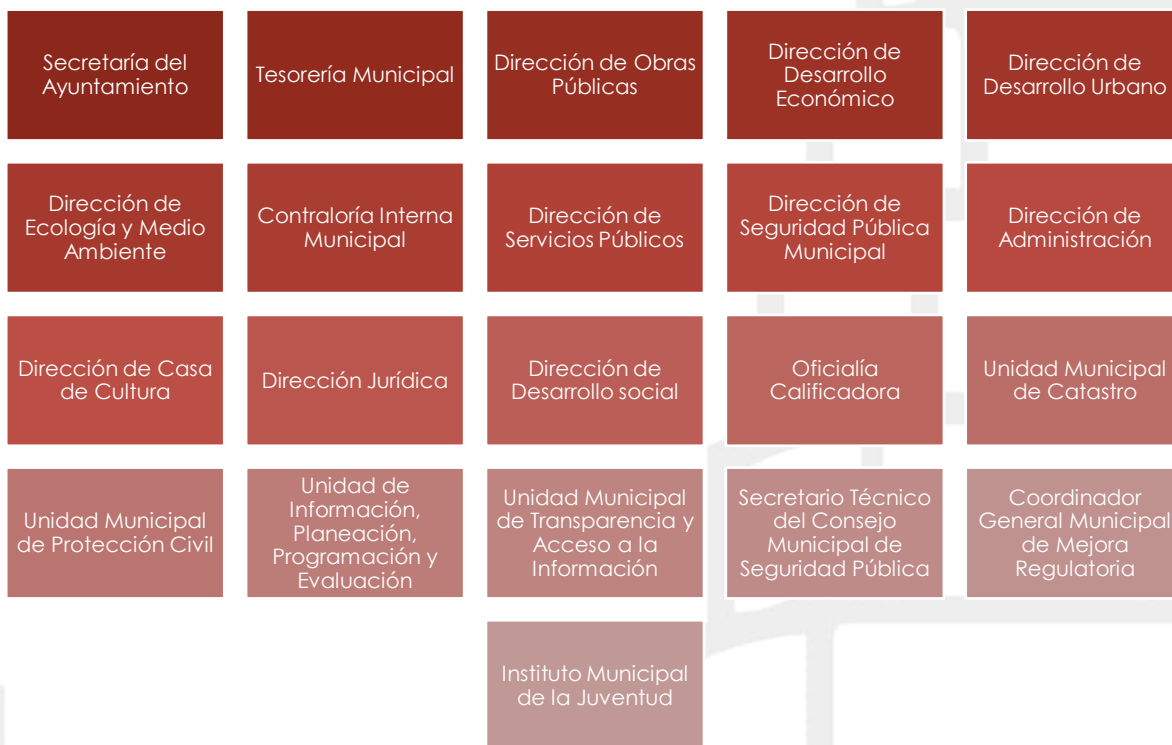 Secretaría del
Ayuntamiento
Tesorería Municipal
Dirección de Obras
Públicas
Dirección de
Desarrollo
Económico
Dirección de
Desarrollo Urbano
Dirección de
Ecología y Medio
Ambiente
Contraloría Interna
Municipal
Dirección de
Servicios Públicos
Dirección de
Seguridad Pública
Municipal
Dirección de
Administración
Dirección de Casa
de Cultura
Dirección Jurídica
Dirección de
Desarrollo social
Oficialía
Calificadora
Unidad Municipal
de Catastro
Unidad Municipal
de Protección Civil
Unidad de
Información,
Planeación,
Programación y
Evaluación
Unidad Municipal
de Transparencia y
Acceso a la
Información
Secretario Técnico
del Consejo
Municipal de
Seguridad Pública
Coordinador
General Municipal
de Mejora
Regulatoria
Instituto Municipal
de la Juventud